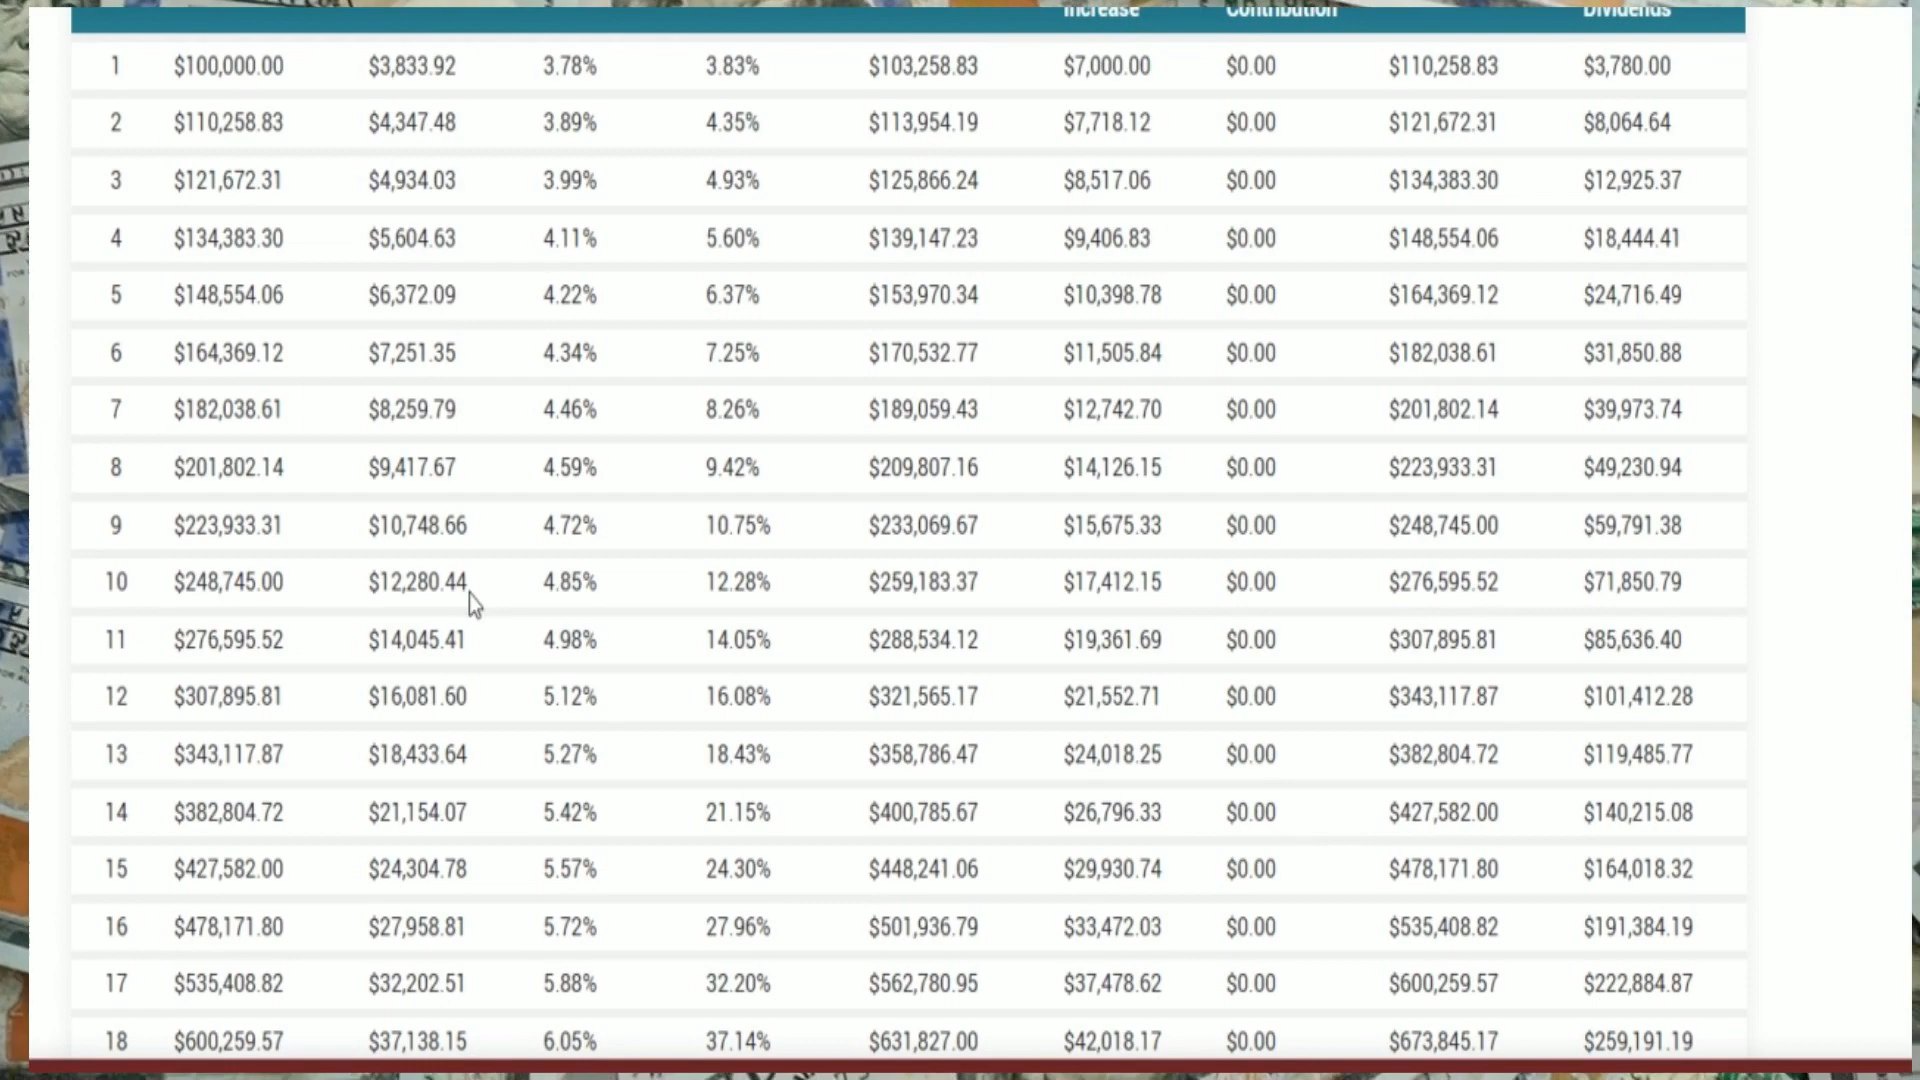 Increase Contribution Dividends
1 $100,000.00 $3,833.92 3.78% 3.83% $103,258.83 $7,000.00 $0.00 $110,258.83 $3,780.00
2 $110,258.83 $4,347.48 3.89% 4.35% $113,954.19 $7,718.12 $0.00 $121,672.31 $8,064.64
3 $121,672.31 $4,934.03 3.99% 4.93% $125,866.24 $8,517.06 $0.00 $134,383.30 $12,925.37
4 $134,383.30 $5,604.63 4.11% 5.60% $139,147.23 $9,406.83 $0.00 $148,554.06 $18,444.41
5 $148,554.06 $6,372.09 4.22% 6.37% $153,970.34 $10,398.78 $0.00 $164,369.12 $24,716.49
6 $164,369.12 $7,251.35 4.34% 7.25% $170,532.77 $11,505.84 $0.00 $182,038.61 $31,850.88
7 $182,038.61 $8,259.79 4.46% 8.26% $189,059.43 $12,742.70 $0.00 $201,802.14 $39,973.74
8 $201,802.14 $9,417.67 4.59% 9.42% $209,807.16 $14,126.15 $0.00 $223,933.31 $49,230.94
9 $223,933.31 $10,748.66 4.72% 10.75% $233,069.67 $15,675.33 $0.00 $248,745.00 $59,791.38
10 $248,745.00 $12,280.44 4.85% 12.28% $259,183.37 $17,412.15 $0.00 $276,595.52 $71,850.79
11 $276,595.52 $14,045.41 4.98% 14.05% $288,534.12 $19,361.69 $0.00 $307,895.81 $85,636.40
12 $307,895.81 $16,081.60 5.12% 16.08% $321,565.17 $21,552.71 $0.00 $343,117.87 $101,412.28
13 $343,117.87 $18,433.64 5.27% 18.43% $358,786.47 $24,018.25 $0.00 $382,804.72 $119,485.77
14 $382,804.72 $21,154.07 5.42% 21.15% $400,785.67 $26,796.33 $0.00 $427,582.00 $140,215.08
15 $427,582.00 $24,304.78 5.57% 24.30% $448,241.06 $29,930.74 $0.00 $478,171.80 $164,018.32
16 $478,171.80 $27,958.81 5.72% 27.96% $501,936.79 $33,472.03 $0.00 $535,408.82 $191,384.19
17 $535,408.82 $32,202.51 5.88% 32.20% $562,780.95 $37,478.62 $0.00 $600,259.57 $222,884.87
18 $600,259.57 $37,138.15 6.05% 37.14% $631,827.00 $42,018.17 $0.00 $673,845.17 $259,191.19